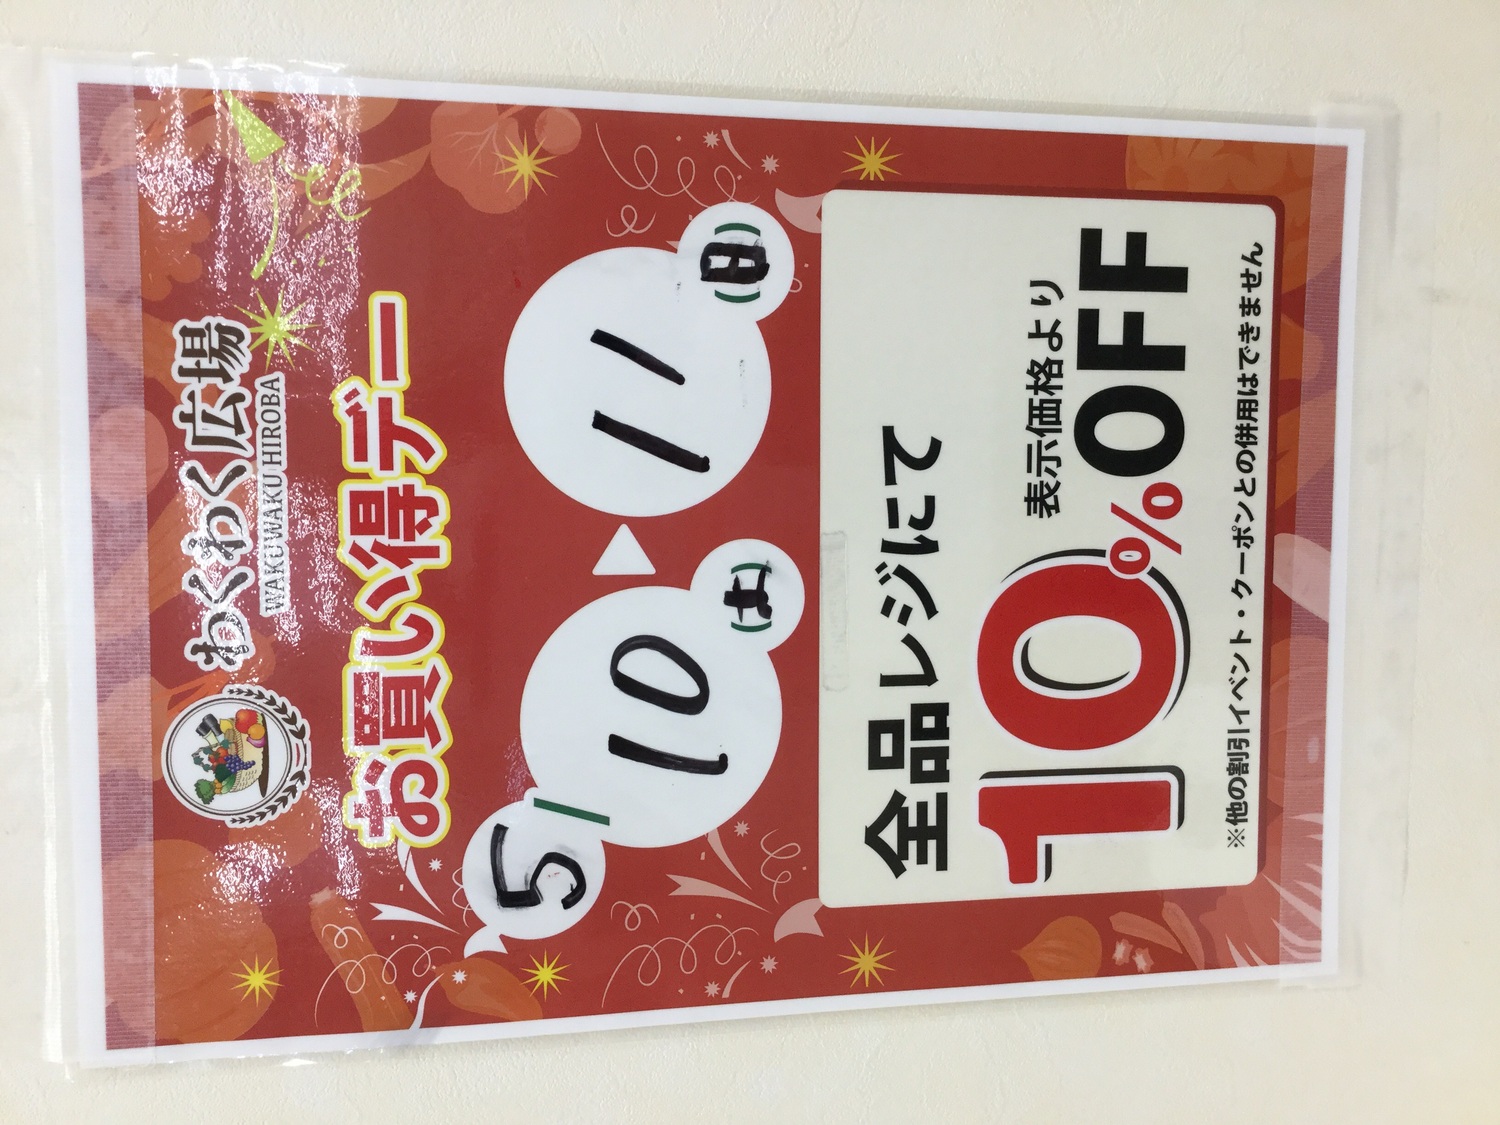 わくわく広場
WAKUWAKU HIROBA
お買い得デー
5/10(土)▶11(日)
全品レジにて
表示価格より
10%OFF
※他の割引イベント・クーポンとの併用はできません